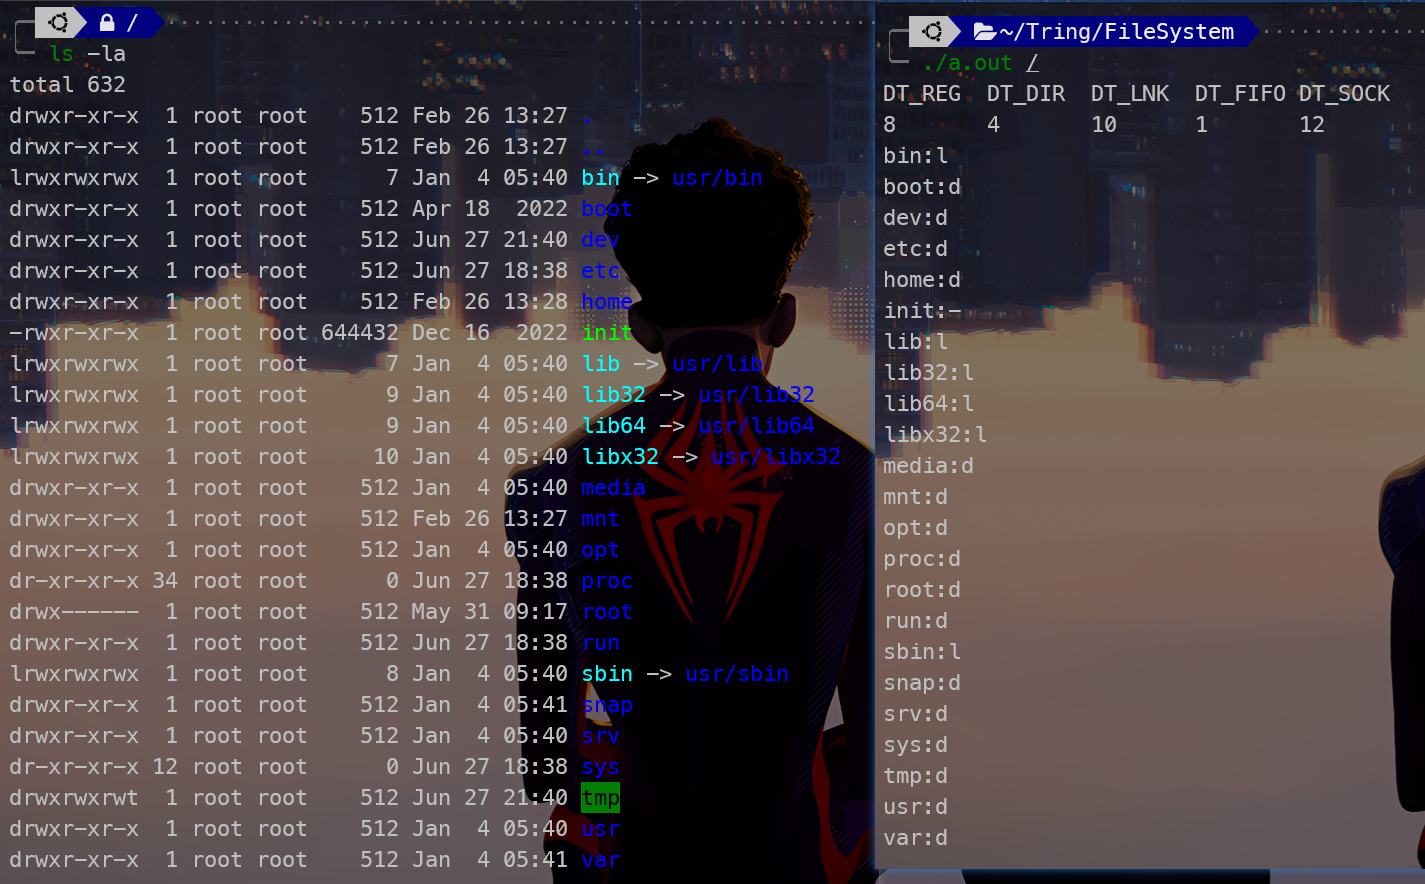 /
ls -la
total 632
drwxr-xr-x  1 root root    512 Feb 26 13:27 .
drwxr-xr-x  1 root root    512 Feb 26 13:27 ..
lrwxrwxrwx  1 root root      7 Jan  4 05:40 bin -> usr/bin
drwxr-xr-x  1 root root    512 Apr 18  2022 boot
drwxr-xr-x  1 root root    512 Jun 27 21:40 dev
drwxr-xr-x  1 root root    512 Jun 27 18:38 etc
drwxr-xr-x  1 root root    512 Feb 26 13:28 home
-rwxr-xr-x  1 root root 644432 Dec 16  2022 init
lrwxrwxrwx  1 root root      7 Jan  4 05:40 lib -> usr/lib
lrwxrwxrwx  1 root root      9 Jan  4 05:40 lib32 -> usr/lib32
lrwxrwxrwx  1 root root      9 Jan  4 05:40 lib64 -> usr/lib64
lrwxrwxrwx  1 root root     10 Jan  4 05:40 libx32 -> usr/libx32
drwxr-xr-x  1 root root    512 Jan  4 05:40 media
drwxr-xr-x  1 root root    512 Feb 26 13:27 mnt
drwxr-xr-x  1 root root    512 Jan  4 05:40 opt
dr-xr-xr-x 34 root root      0 Jun 27 18:38 proc
drwx------  1 root root    512 May 31 09:17 root
drwxr-xr-x  1 root root    512 Jun 27 18:38 run
lrwxrwxrwx  1 root root      8 Jan  4 05:40 sbin -> usr/sbin
drwxr-xr-x  1 root root    512 Jan  4 05:41 snap
drwxr-xr-x  1 root root    512 Jan  4 05:40 srv
dr-xr-xr-x 12 root root      0 Jun 27 18:38 sys
drwxrwxrwt  1 root root    512 Jun 27 21:40 tmp
drwxr-xr-x  1 root root    512 Jan  4 05:40 usr
drwxr-xr-x  1 root root    512 Jan  4 05:41 var
~/Tring/FileSystem
./a.out /
DT_REG  DT_DIR  DT_LNK  DT_FIFO DT_SOCK
8       4       10      1       12
bin:l
boot:d
dev:d
etc:d
home:d
init:-
lib:l
lib32:l
lib64:l
libx32:l
media:d
mnt:d
opt:d
proc:d
root:d
run:d
sbin:l
snap:d
srv:d
sys:d
tmp:d
usr:d
var:d